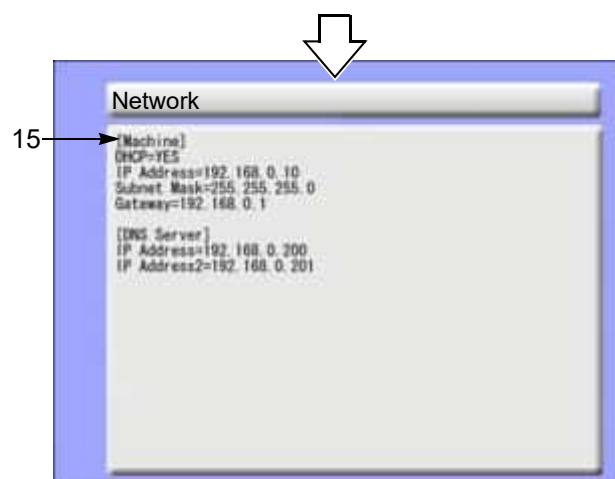 Network
15
[Machine]
DHCP=YES
IP Address=192.168.0.10
Subnet Mask=255.255.255.0
Gateway=192.168.0.1
[DNS Server]
IP Address=192.168.0.200
IP Address2=192.168.0.201